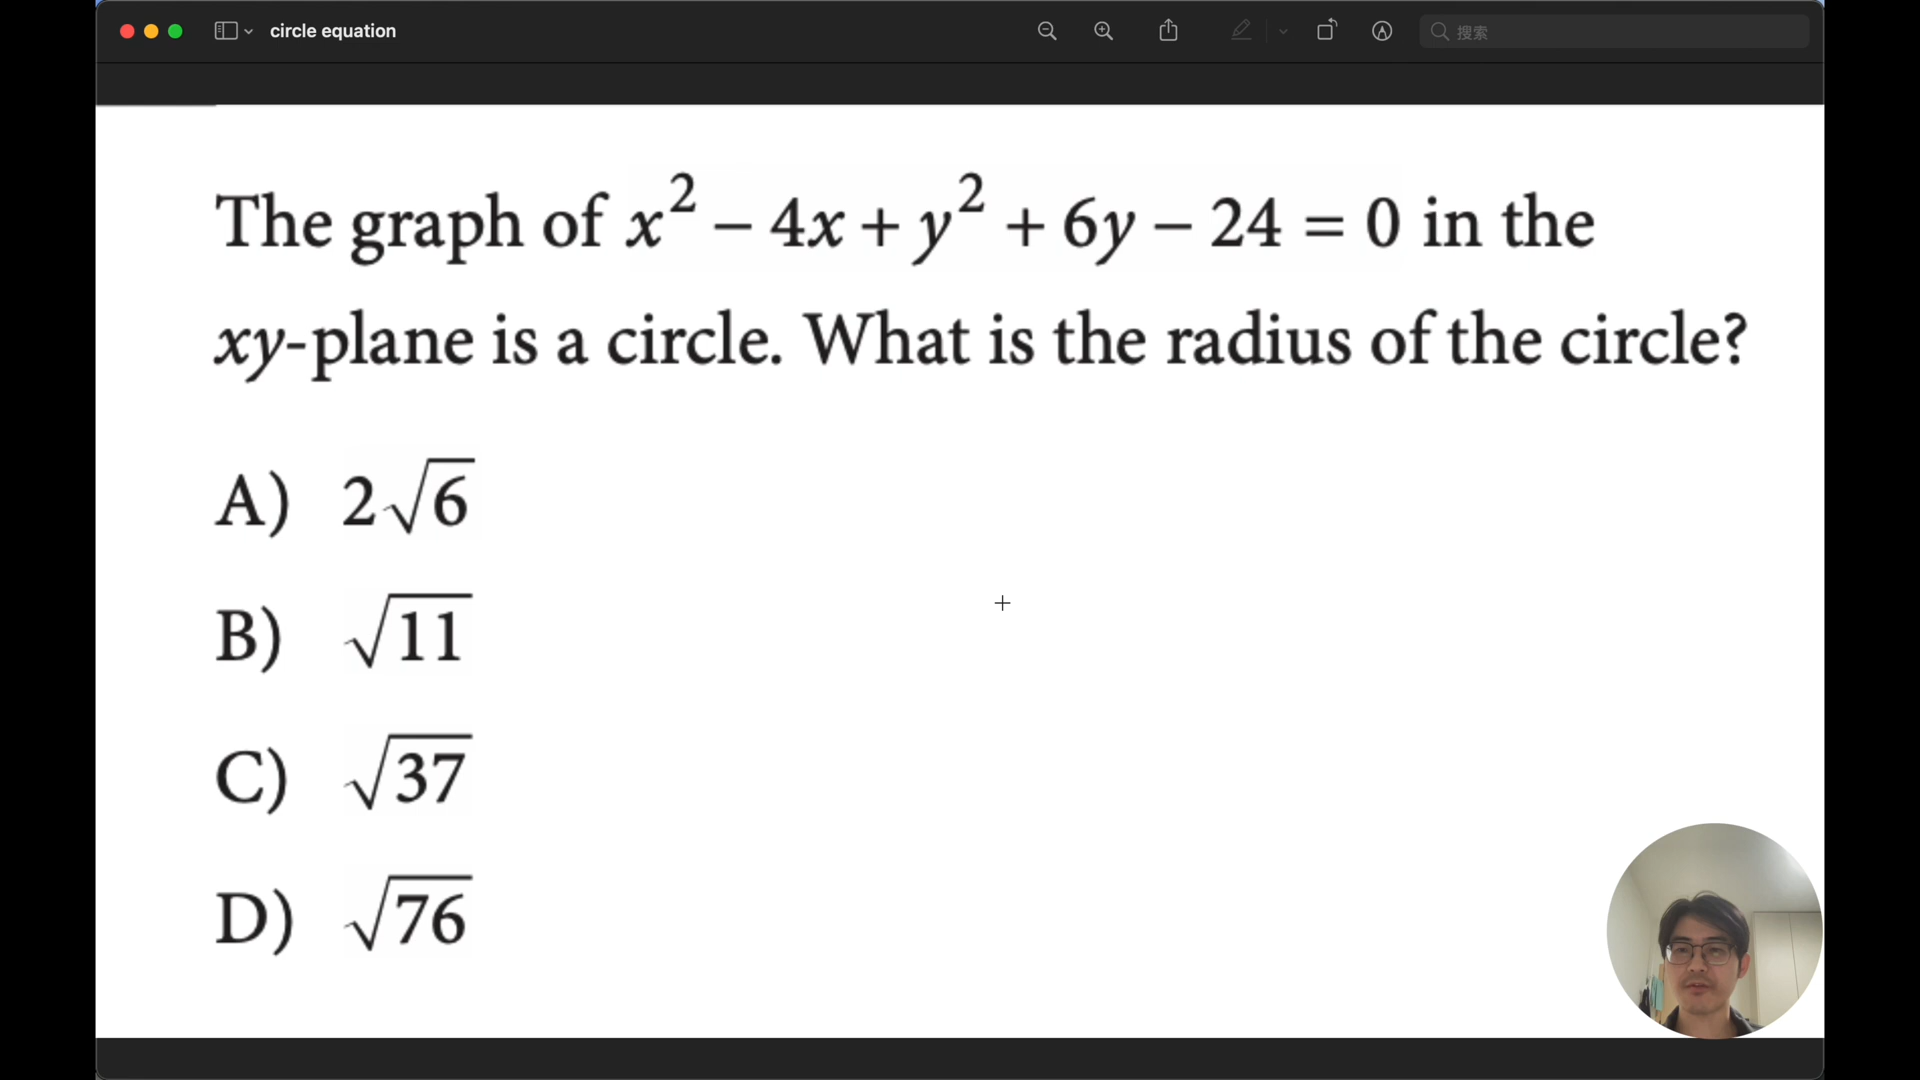 circle equation
搜索
The graph of x² − 4x + y² + 6y − 24 = 0 in the
xy-plane is a circle. What is the radius of the circle?
A) 2√6
B) √11
C) √37
D) √76